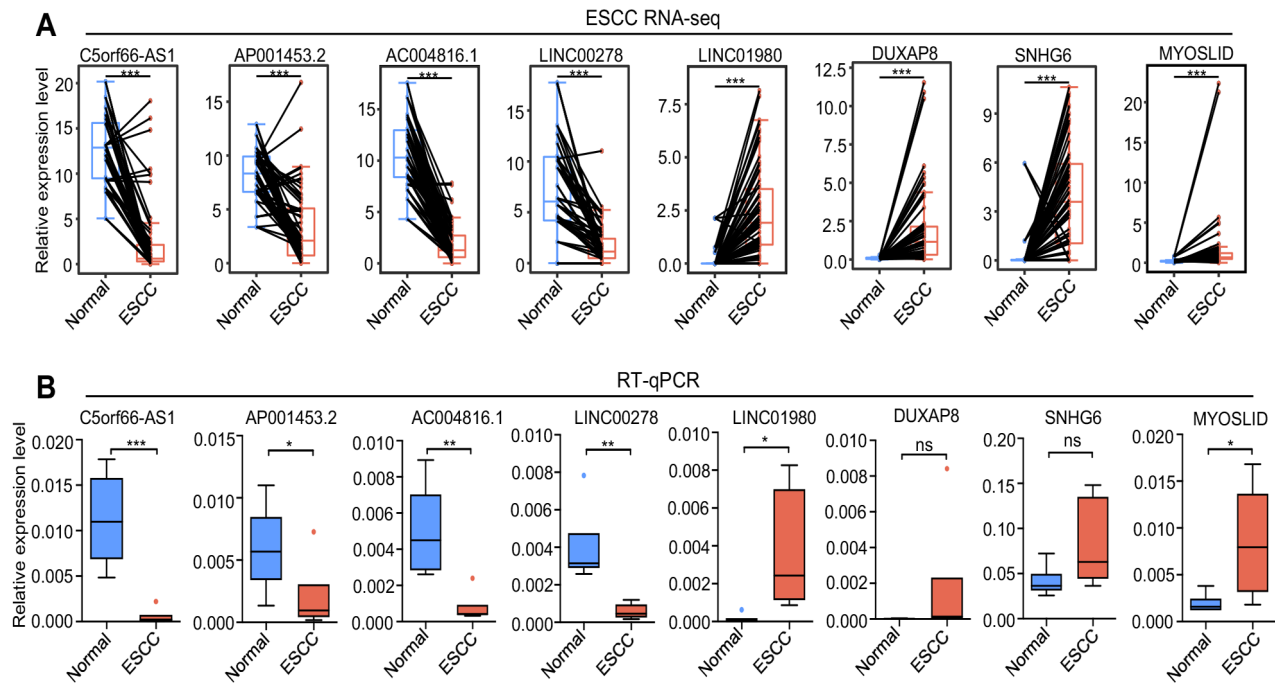 A
ESCC RNA-seq
C5orf66-AS1 AP001453.2 AC004816.1 LINC00278 LINC01980 DUXAP8 SNHG6 MYOSLID
Relative expression level
*** *** *** *** *** *** *** ***
20 15 10 5 0
15 10 5 0
15 10 5 0
15 10 5 0
7.5 5.0 2.5 0.0
12.5 10.0 7.5 5.0 2.5 0.0
9 6 3 0
20 15 10 5 0
Normal ESCC Normal ESCC Normal ESCC Normal ESCC Normal ESCC Normal ESCC Normal ESCC Normal ESCC
B
RT-qPCR
C5orf66-AS1 AP001453.2 AC004816.1 LINC00278 LINC01980 DUXAP8 SNHG6 MYOSLID
Relative expression level
*** * ** ** * ns ns *
0.020 0.015 0.010 0.005 0.000
0.015 0.010 0.005 0.000
0.010 0.008 0.006 0.004 0.002 0.000
0.010 0.008 0.006 0.004 0.002 0.000
0.010 0.008 0.006 0.004 0.002 0.000
0.010 0.008 0.006 0.004 0.002 0.000
0.20 0.15 0.10 0.05 0.00
0.020 0.015 0.010 0.005 0.000
Normal ESCC Normal ESCC Normal ESCC Normal ESCC Normal ESCC Normal ESCC Normal ESCC Normal ESCC